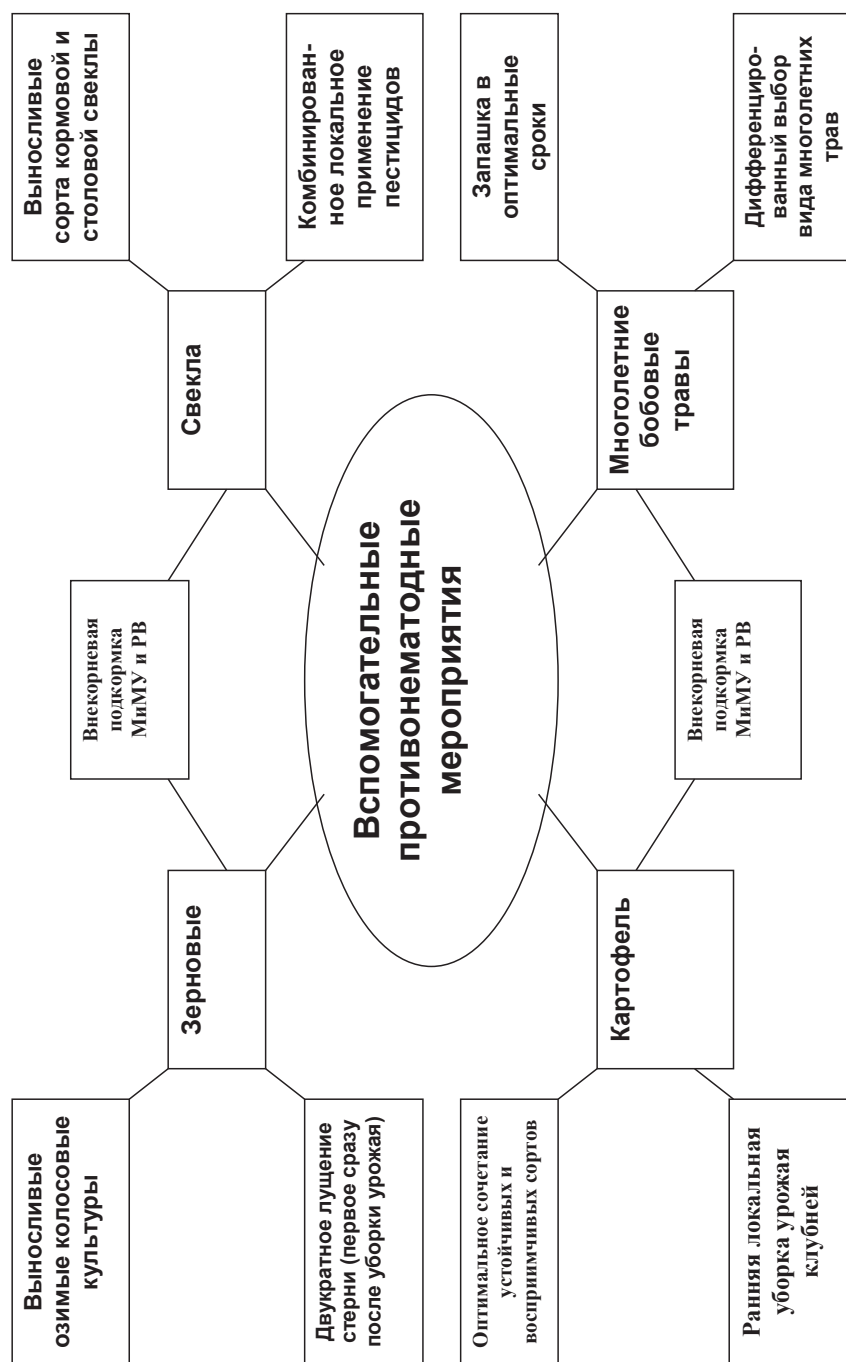 Выносливые
озимые колосовые
культуры
Двукратное лущение
стерни (первое сразу
после уборки урожая)
Зерновые
Внекорневая
подкормка
МиМУ и РВ
Свекла
Выносливые
сорта кормовой и
столовой свеклы
Комбинирован-
ное локальное
применение
пестицидов
Вспомогательные
противонематодные
мероприятия
Оптимальное сочетание
устойчивых и
восприимчивых сортов
Ранняя локальная
уборка урожая
клубней
Картофель
Внекорневая
подкормка
МиМУ и РВ
Многолетние
бобовые
травы
Запашка в
оптимальные
сроки
Дифференциро-
ванный выбор
вида многолетних
трав